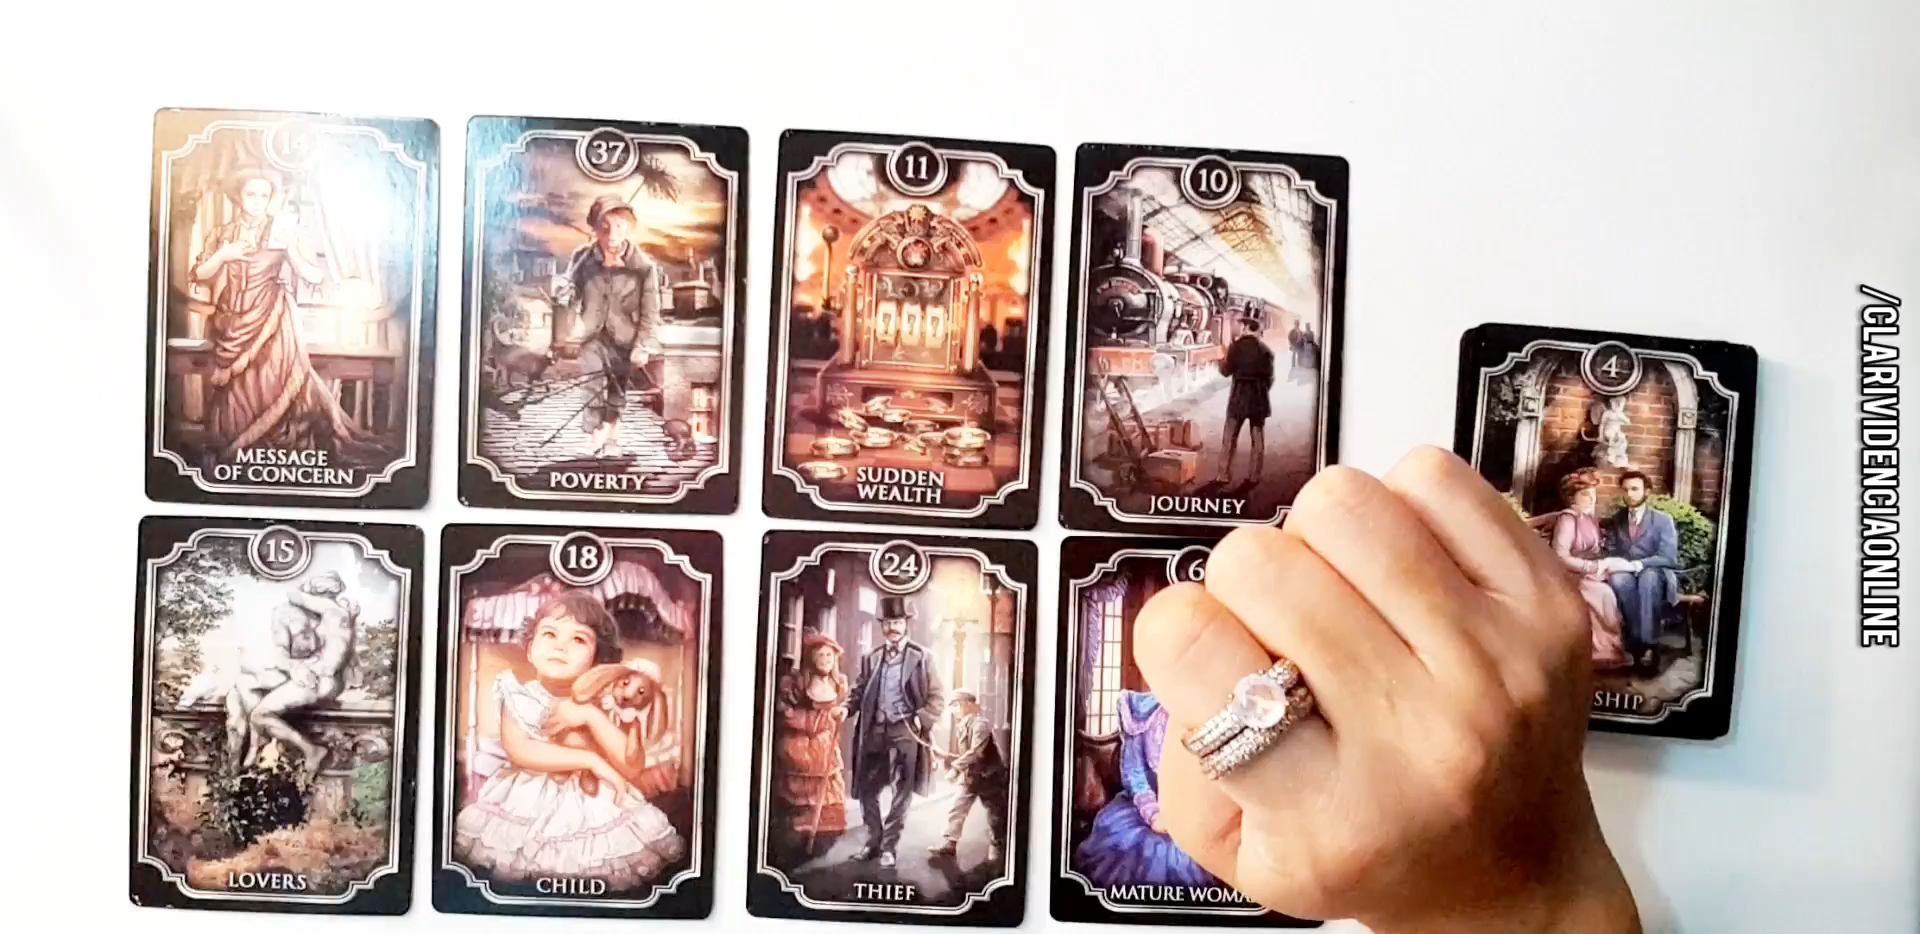 14
MESSAGE
OF CONCERN
37
POVERTY
11
777
SUDDEN
WEALTH
10
JOURNEY
15
LOVERS
18
CHILD
24
THIEF
6
MATURE
4
SHIP
/CLARIVIDENCIAONLINE